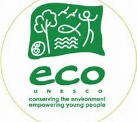 eco
UNESCO
conserving the environment
empowering young people